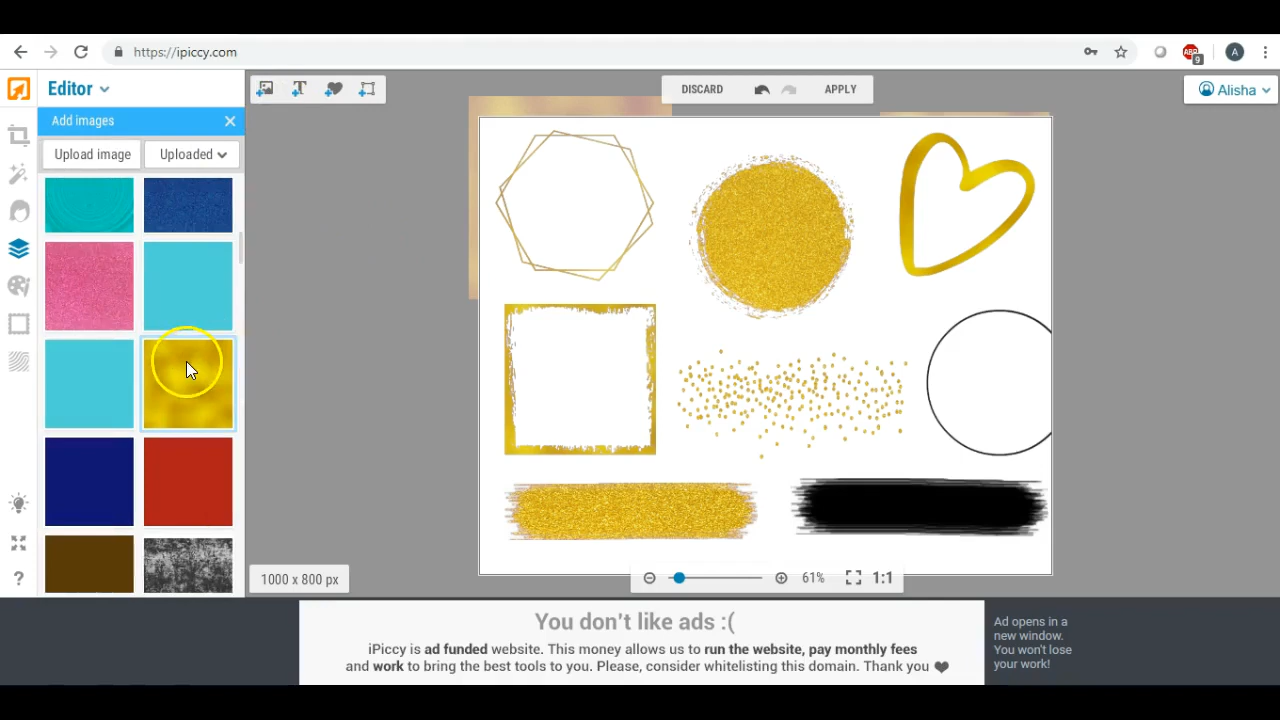 https://ipiccy.com
ABP
9
A
Editor
DISCARD
APPLY
Alisha
Add images
Upload image
Uploaded
1000 x 800 px
61%
1:1
?
You don't like ads :(
iPiccy is ad funded website. This money allows us to run the website, pay monthly fees
and work to bring the best tools to you. Please, consider whitelisting this domain. Thank you
Ad opens in a
new window.
You won't lose
your work!